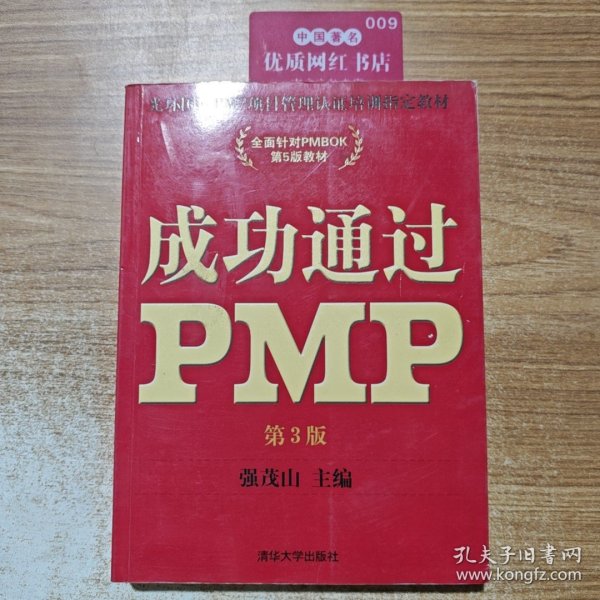 009
中国著名
优质网红书店
项目管理认证培训指定教材
全面针对PMBOK
第5版教材
成功通过
PMP
第3版
强茂山 主编
清华大学出版社
孔夫子旧书网
www.kongfz.com